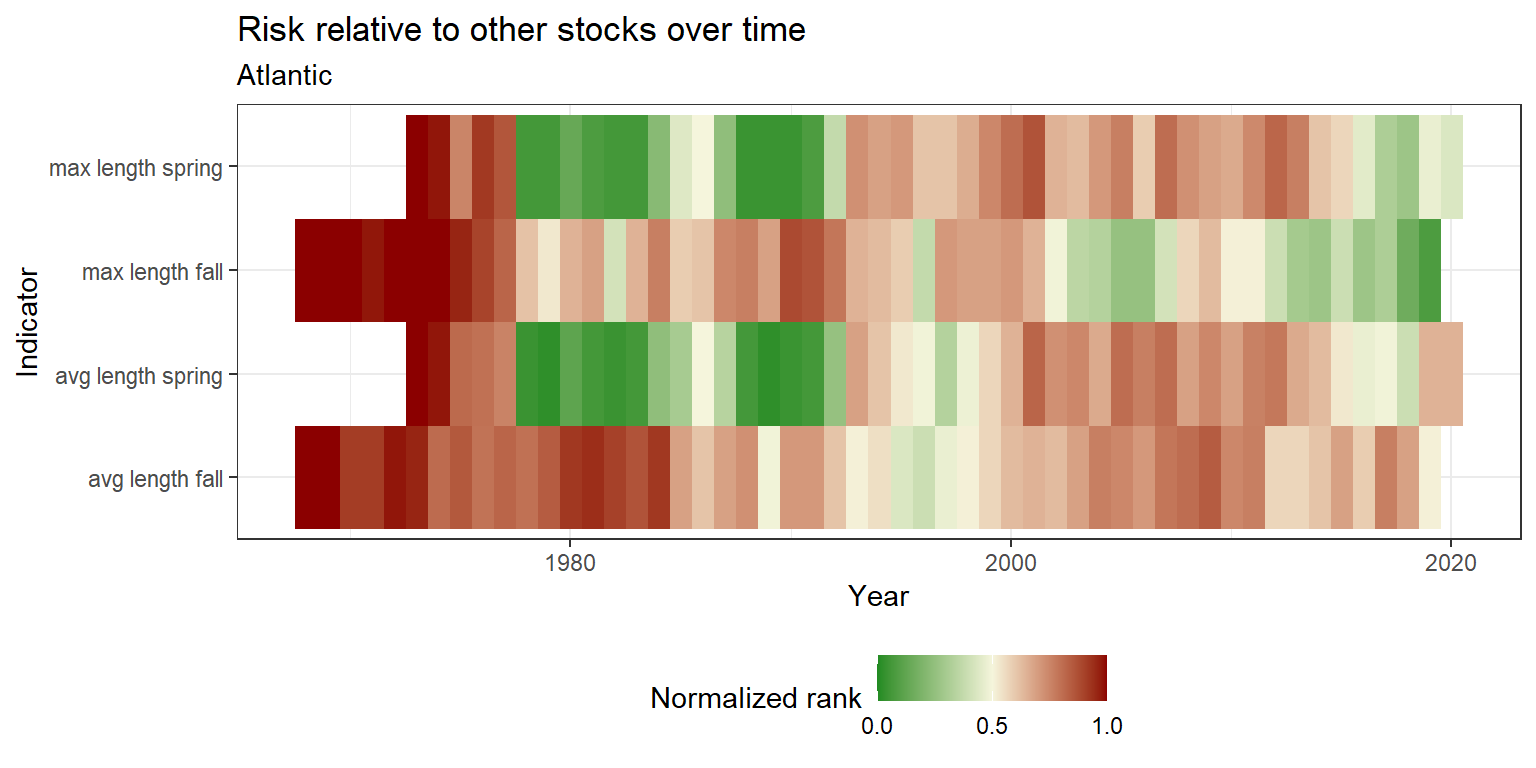 Risk relative to other stocks over time
Atlantic
Indicator
max length spring
max length fall
avg length spring
avg length fall
1980 2000 2020
Year
Normalized rank
0.0 0.5 1.0